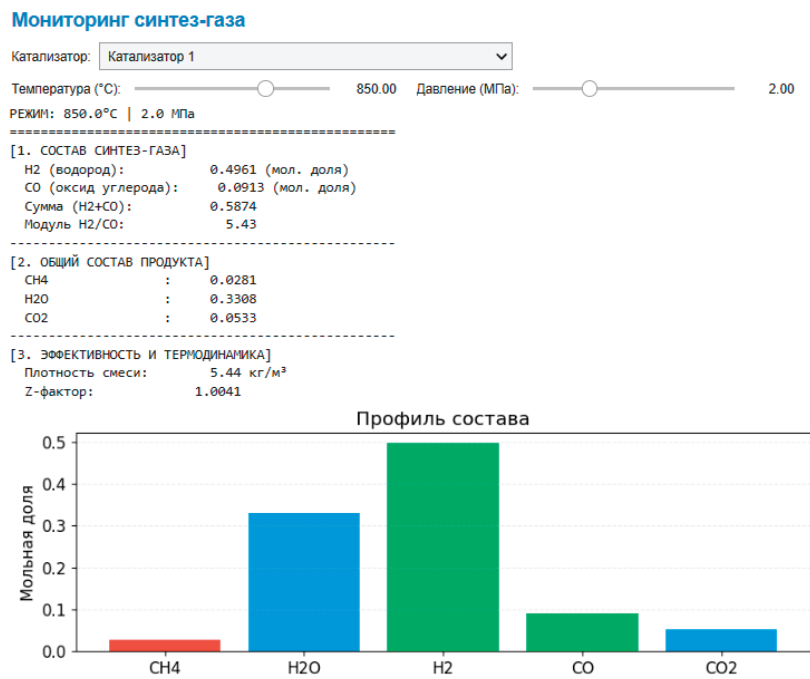 Мониторинг синтез-газа
Катализатор: Катализатор 1
Температура (°C): 850.00 Давление (МПа): 2.00
РЕЖИМ: 850.0°C | 2.0 МПа
==================================================
[1. СОСТАВ СИНТЕЗ-ГАЗА]
H2 (водород): 0.4961 (мол. доля)
CO (оксид углерода): 0.0913 (мол. доля)
Сумма (H2+CO): 0.5874
Модуль H2/CO: 5.43
--------------------------------------------------
[2. ОБЩИЙ СОСТАВ ПРОДУКТА]
CH4 : 0.0281
H2O : 0.3308
CO2 : 0.0533
--------------------------------------------------
[3. ЭФФЕКТИВНОСТЬ И ТЕРМОДИНАМИКА]
Плотность смеси: 5.44 кг/м³
Z-фактор: 1.0041
Профиль состава
Мольная доля
0.5
0.4
0.3
0.2
0.1
0.0
CH4 H2O H2 CO CO2